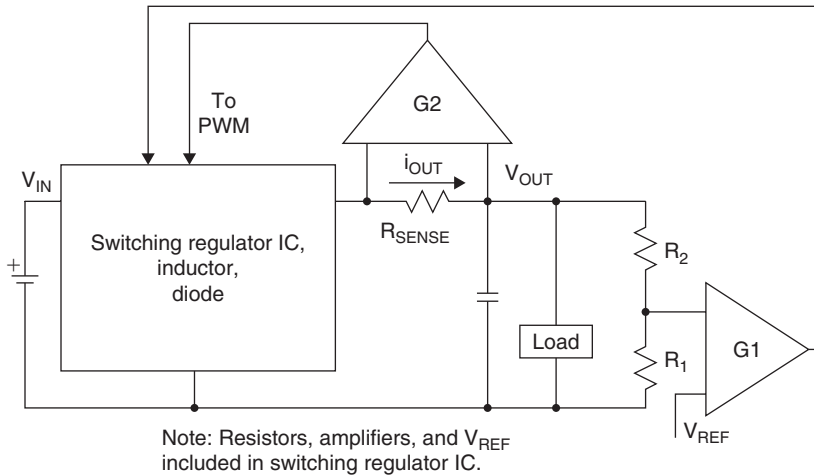 G2
To
PWM
V_IN
i_OUT
V_OUT
+
R_SENSE
Switching regulator IC,
inductor,
diode
R_2
Load
R_1
G1
V_REF
Note: Resistors, amplifiers, and V_REF
included in switching regulator IC.